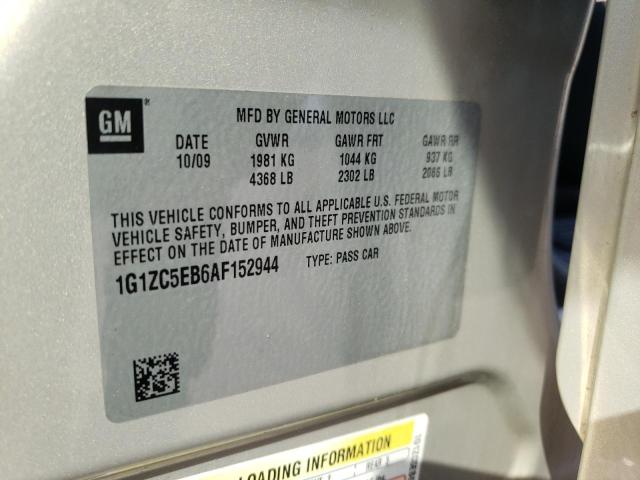 GM
MFD BY GENERAL MOTORS LLC
DATE GVWR GAWR FRT GAWR RR
10/09 1981 KG 1044 KG 937 KG
4368 LB 2302 LB 2065 LB
THIS VEHICLE CONFORMS TO ALL APPLICABLE U.S. FEDERAL MOTOR
VEHICLE SAFETY, BUMPER, AND THEFT PREVENTION STANDARDS IN
EFFECT ON THE DATE OF MANUFACTURE SHOWN ABOVE.
1G1ZC5EB6AF152944 TYPE: PASS CAR
LOADING INFORMATION